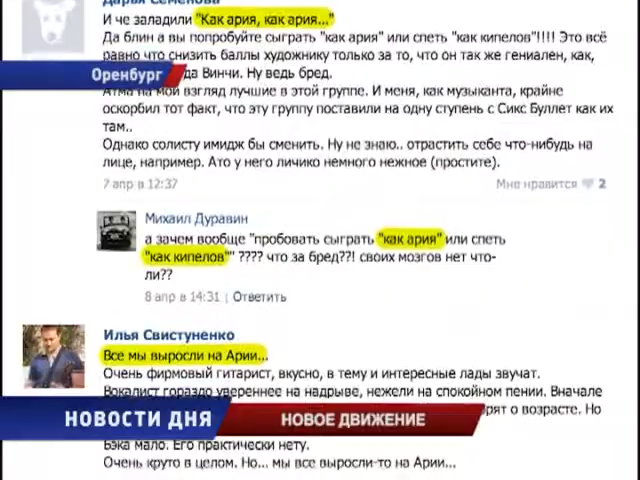 Дарья Семенова
И че заладили "Как ария, как ария..."
Да блин а вы попробуйте сыграть "как ария" или спеть "как кипелов"!!!! Это всё
равно что снизить баллы художнику только за то, что он так же гениален, как,
да Винчи. Ну ведь бред.
Оренбург
Атма на мой взгляд лучшие в этой группе. И меня, как музыканта, крайне
оскорбил тот факт, что эту группу поставили на одну ступень с Сикс Буллет как их
там..
Однако солисту имидж бы сменить. Ну не знаю.. отрастить себе что-нибудь на
лице, например. Ато у него личико немного нежное (простите).
7 апр в 12:37 Мне нравится 2
Михаил Дуравин
а зачем вообще "пробовать сыграть "как ария" или спеть
"как кипелов"" ???? что за бред??! своих мозгов нет что-
ли??
8 апр в 14:31 | Ответить
Илья Свистуненко
Все мы выросли на Арии...
Очень фирмовый гитарист, вкусно, в тему и интересные лады звучат.
Вокалист гораздо увереннее на надрыве, нежели на спокойном пении. Вначале
орят о возрасте. Но
НОВОСТИ ДНЯ НОВОЕ ДВИЖЕНИЕ
Бэка мало. Его практически нету.
Очень круто в целом. Но... мы все выросли-то на Арии...